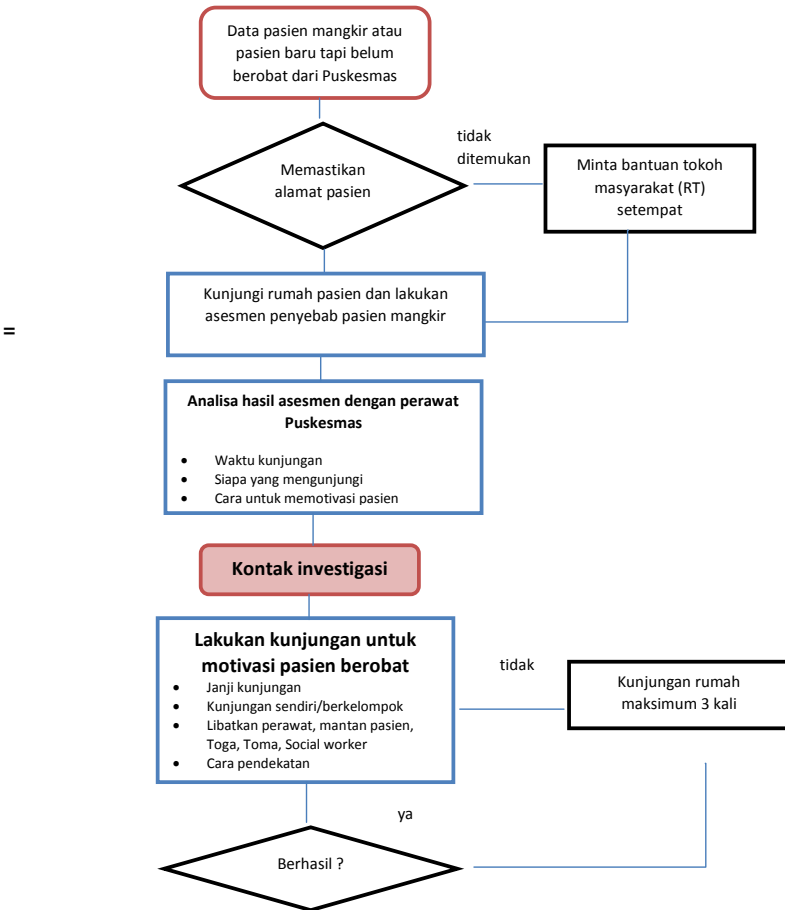 Data pasien mangkir atau
pasien baru tapi belum
berobat dari Puskesmas
tidak
ditemukan
Memastikan
alamat pasien
Minta bantuan tokoh
masyarakat (RT)
setempat
Kunjungi rumah pasien dan lakukan
asesmen penyebab pasien mangkir
=
Analisa hasil asesmen dengan perawat
Puskesmas
• Waktu kunjungan
• Siapa yang mengunjungi
• Cara untuk memotivasi pasien
Kontak investigasi
Lakukan kunjungan untuk
motivasi pasien berobat
• Janji kunjungan
• Kunjungan sendiri/berkelompok
• Libatkan perawat, mantan pasien,
Toga, Toma, Social worker
• Cara pendekatan
tidak
Kunjungan rumah
maksimum 3 kali
ya
Berhasil ?